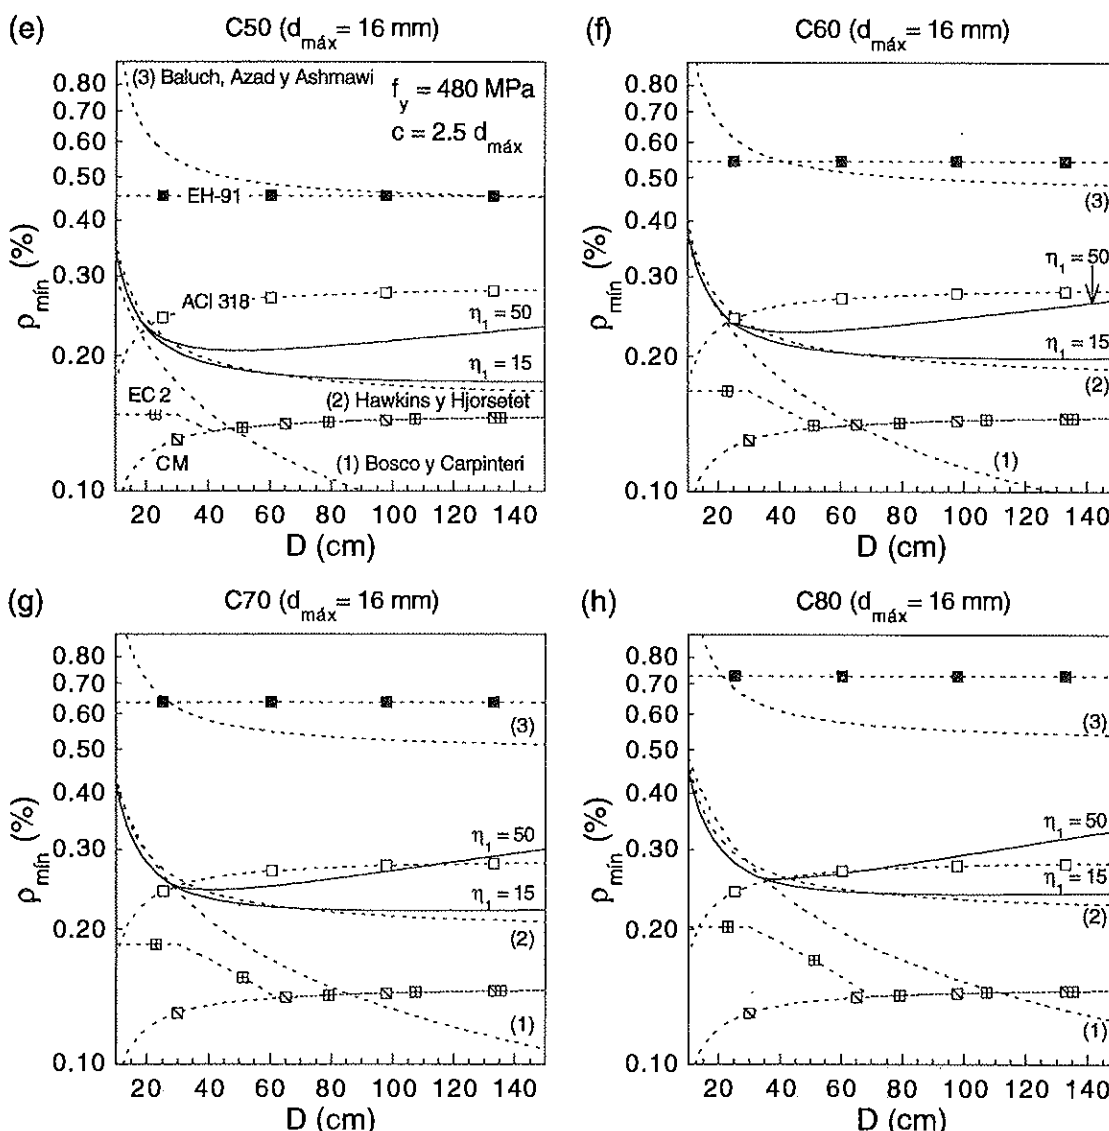 (e)
C50 (dmáx= 16 mm)
(3) Baluch, Azad y Ashmawi
fy = 480 MPa
c = 2.5 dmáx
EH-91
ACI 318
η1 = 50
η1 = 15
EC 2
(2) Hawkins y Hjorsetet
CM
(1) Bosco y Carpinteri
0.80
0.70
0.60
0.50
0.40
0.30
0.20
0.10
ρmín (%)
20 40 60 80 100 120 140
D (cm)
(f)
C60 (dmáx= 16 mm)
(3)
η1 = 50
η1 = 15
(2)
(1)
0.80
0.70
0.60
0.50
0.40
0.30
0.20
0.10
ρmín (%)
20 40 60 80 100 120 140
D (cm)
(g)
C70 (dmáx= 16 mm)
(3)
η1 = 50
η1 = 15
(2)
(1)
0.80
0.70
0.60
0.50
0.40
0.30
0.20
0.10
ρmín (%)
20 40 60 80 100 120 140
D (cm)
(h)
C80 (dmáx= 16 mm)
(3)
η1 = 50
η1 = 15
(2)
(1)
0.80
0.70
0.60
0.50
0.40
0.30
0.20
0.10
ρmín (%)
20 40 60 80 100 120 140
D (cm)